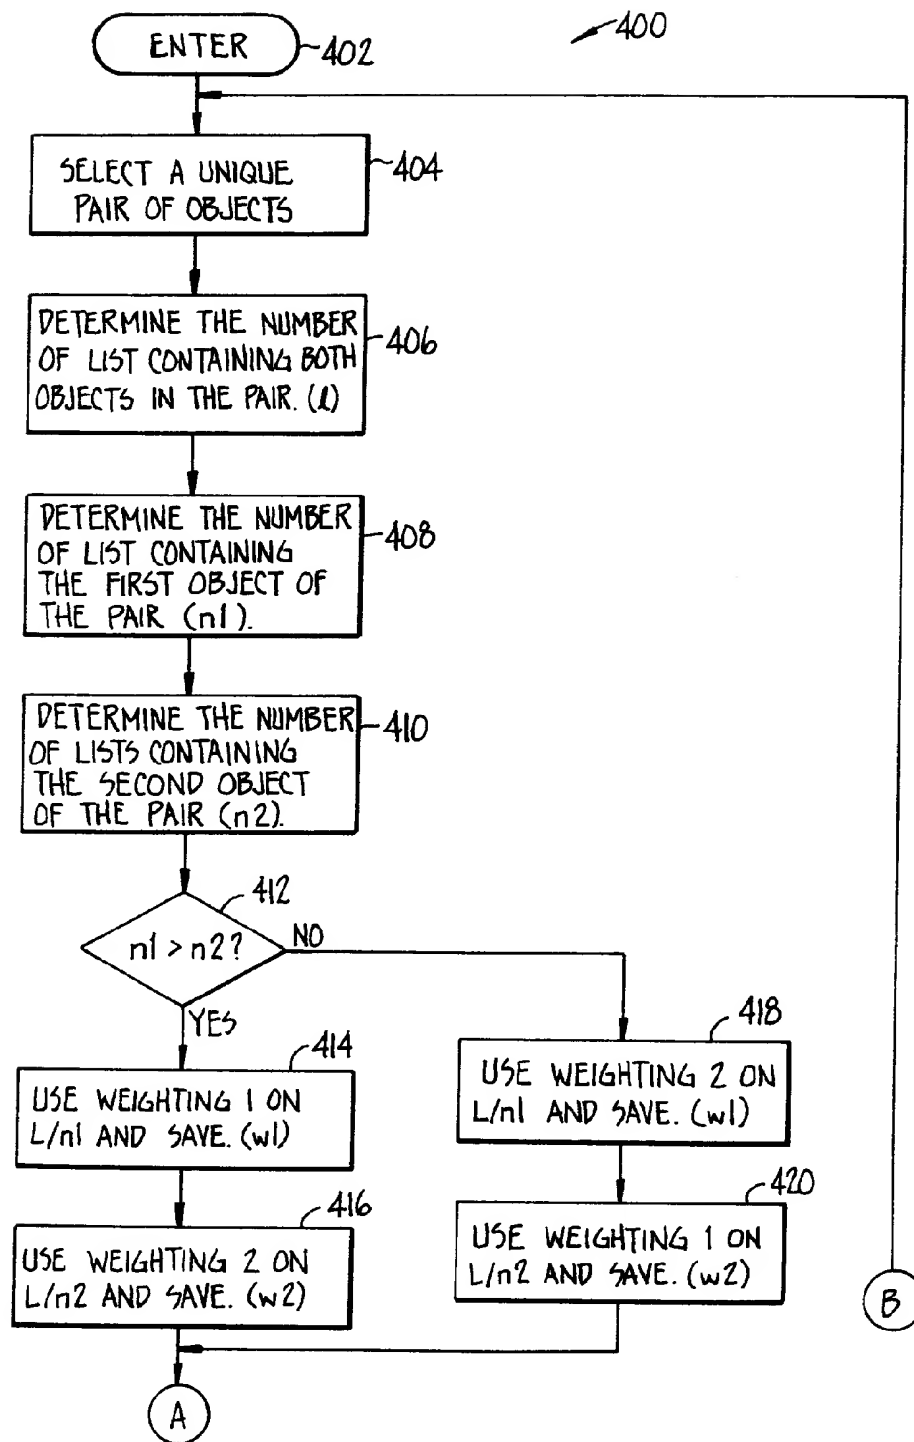 ENTER
402
400
SELECT A UNIQUE
PAIR OF OBJECTS
404
DETERMINE THE NUMBER
OF LIST CONTAINING BOTH
OBJECTS IN THE PAIR. (l)
406
DETERMINE THE NUMBER
OF LIST CONTAINING
THE FIRST OBJECT OF
THE PAIR (n1).
408
DETERMINE THE NUMBER
OF LISTS CONTAINING
THE SECOND OBJECT
OF THE PAIR (n2).
410
412
n1 > n2?
NO
YES
414
USE WEIGHTING 1 ON
L/n1 AND SAVE. (w1)
418
USE WEIGHTING 2 ON
L/n1 AND SAVE. (w1)
416
USE WEIGHTING 2 ON
L/n2 AND SAVE. (w2)
420
USE WEIGHTING 1 ON
L/n2 AND SAVE. (w2)
B
A